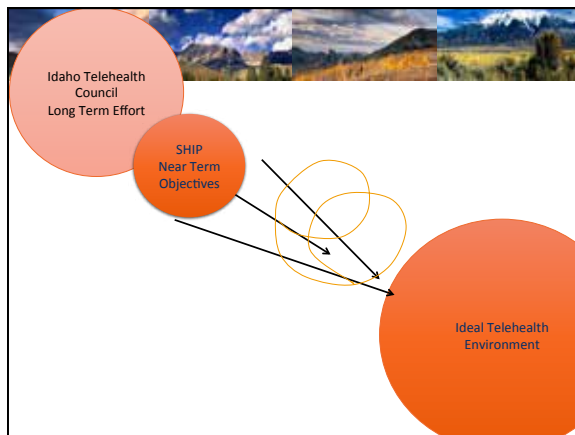 Idaho Telehealth
Council
Long Term Effort
SHIP
Near Term
Objectives
Ideal Telehealth
Environment